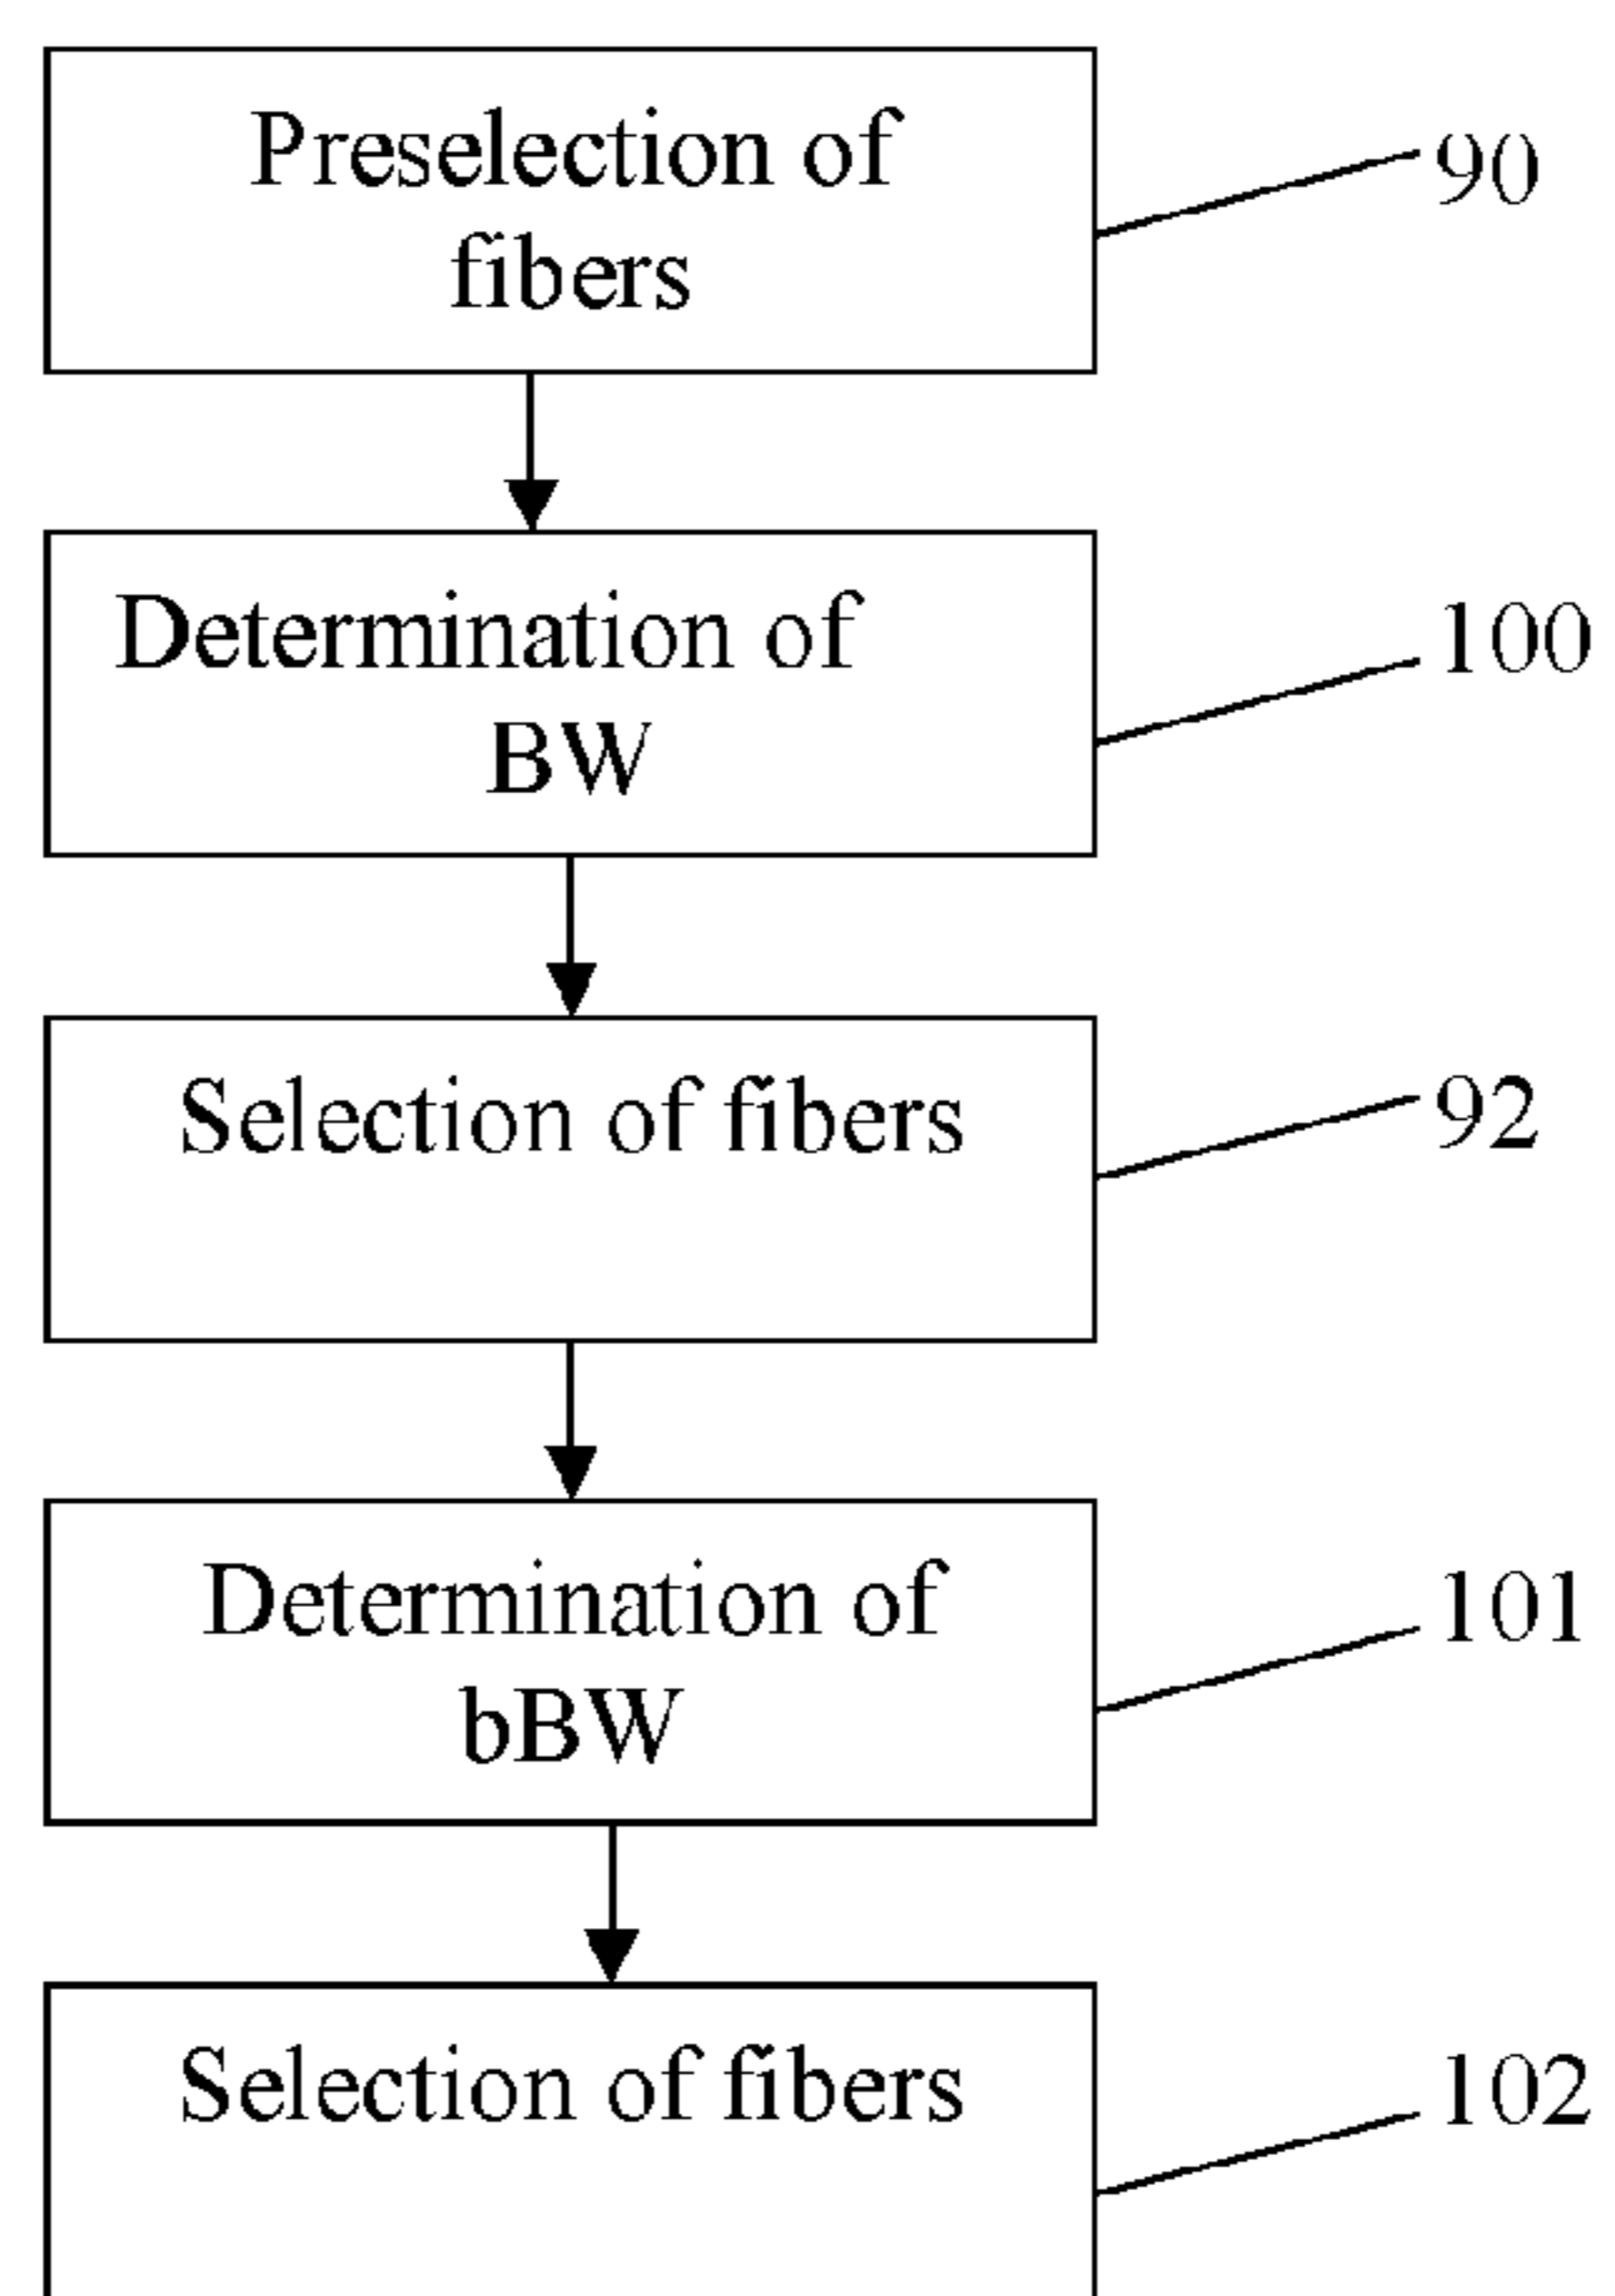 Preselection of
fibers
90
Determination of
BW
100
Selection of fibers
92
Determination of
bBW
101
Selection of fibers
102